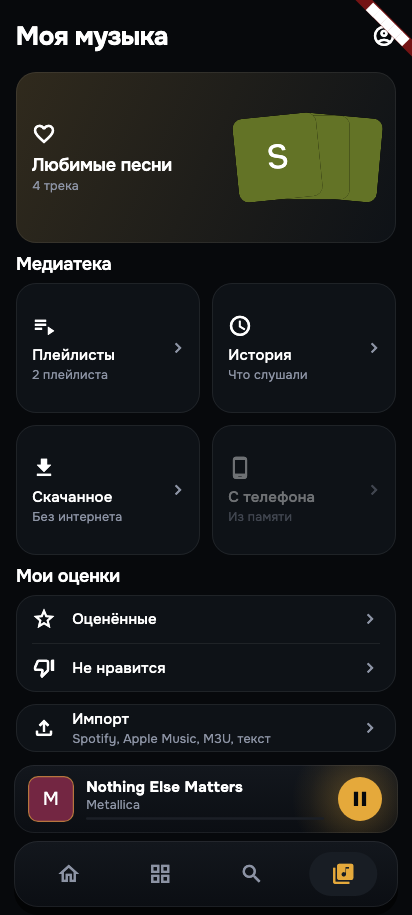 Моя музыка
Любимые песни
4 трека
S
Медиатека
Плейлисты
2 плейлиста
История
Что слушали
Скачанное
Без интернета
С телефона
Из памяти
Мои оценки
Оценённые
Не нравится
Импорт
Spotify, Apple Music, M3U, текст
M
Nothing Else Matters
Metallica